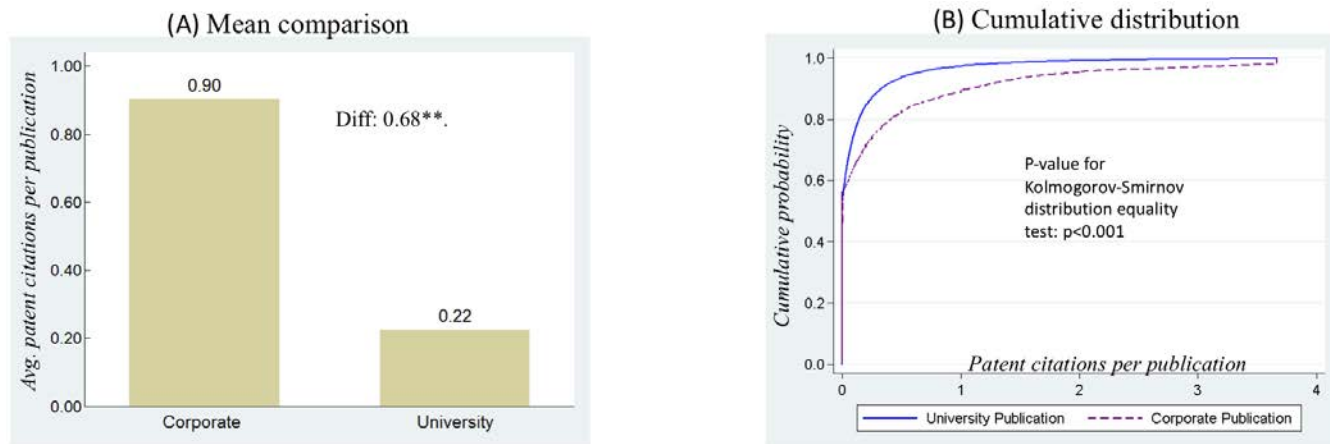 (A) Mean comparison
Avg. patent citations per publication
1.00
0.80
0.60
0.40
0.20
0.00
0.90
Diff: 0.68**.
0.22
Corporate
University
(B) Cumulative distribution
Cumulative probability
1.0
0.8
0.6
0.4
0.2
0.0
P-value for
Kolmogorov-Smirnov
distribution equality
test: p<0.001
Patent citations per publication
0
1
2
3
4
University Publication
Corporate Publication